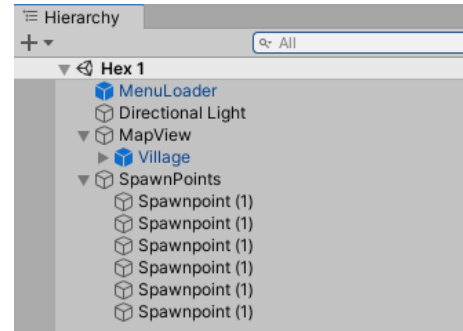 Hierarchy
All
Hex 1
MenuLoader
Directional Light
MapView
Village
SpawnPoints
Spawnpoint (1)
Spawnpoint (1)
Spawnpoint (1)
Spawnpoint (1)
Spawnpoint (1)
Spawnpoint (1)